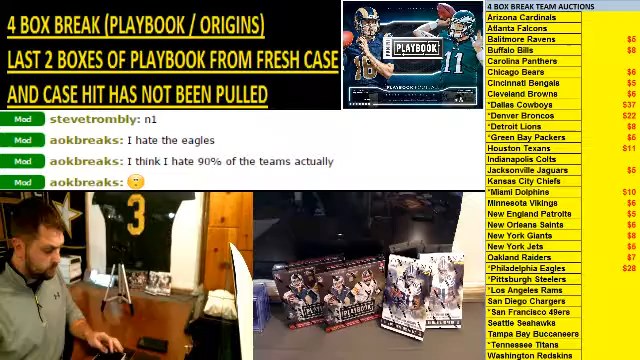 4 BOX BREAK (PLAYBOOK / ORIGINS)
LAST 2 BOXES OF PLAYBOOK FROM FRESH CASE
AND CASE HIT HAS NOT BEEN PULLED
PLAYBOOK
18
11
Mod stevetrombly: n1
Mod aokbreaks: I hate the eagles
Mod aokbreaks: I think I hate 90% of the teams actually
Mod aokbreaks:
3
PLAYBOOK
4 BOX BREAK TEAM AUCTIONS
Arizona Cardinals
Atlanta Falcons
Balitmore Ravens $6
Buffalo Bills $8
Carolina Panthers
Chicago Bears $6
Cincinnati Bengals $5
Cleveland Browns $6
*Dallas Cowboys $37
*Denver Broncos $22
*Detroit Lions $8
*Green Bay Packers $6
Houston Texans $11
Indianapolis Colts
Jacksonville Jaguars $5
Kansas City Chiefs
*Miami Dolphins $10
Minnesota Vikings $6
New England Patroits $5
New Orleans Saints $6
New York Giants $8
New York Jets $6
Oakland Raiders $7
*Philadelphia Eagles $28
*Pittsburgh Steelers
*Los Angeles Rams
San Diego Chargers
*San Francisco 49ers
Seattle Seahawks
Tampa Bay Buccaneers
*Tennessee Titans
Washington Redskins